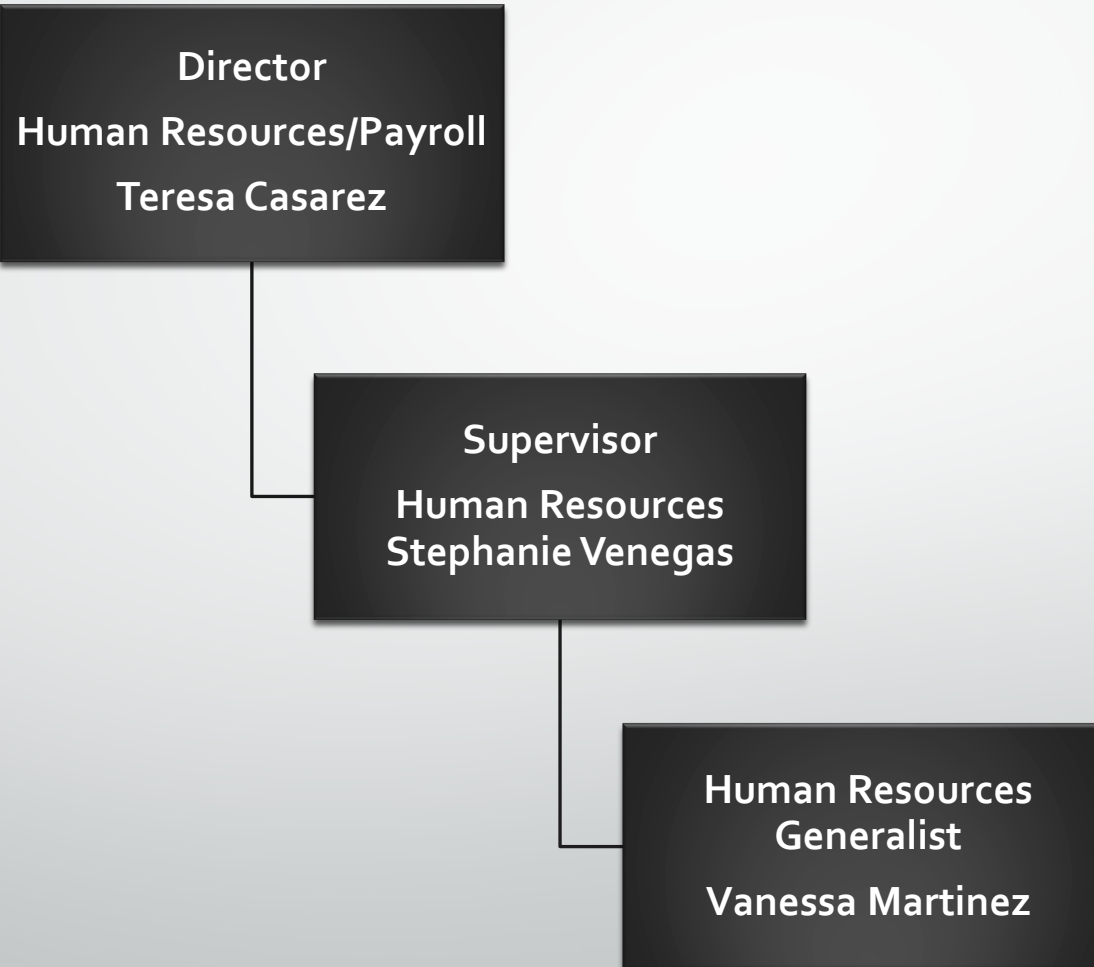 Director
Human Resources/Payroll
Teresa Casarez
Supervisor
Human Resources
Stephanie Venegas
Human Resources
Generalist
Vanessa Martinez